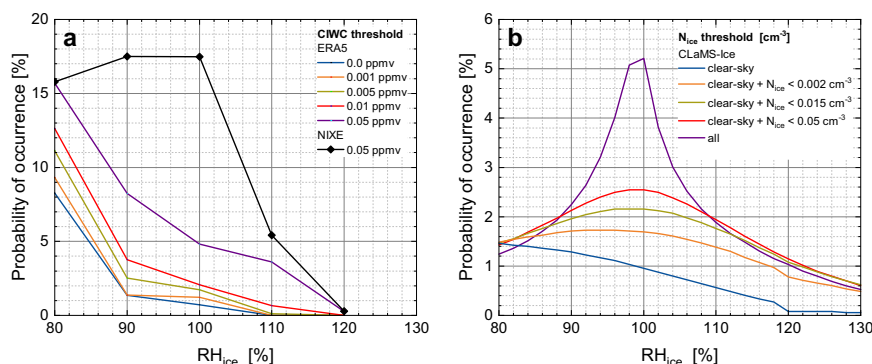 a
CIWC threshold
ERA5
0.0 ppmv
0.001 ppmv
0.005 ppmv
0.01 ppmv
0.05 ppmv
NIXE
0.05 ppmv
Probability of occurrence [%]
20
15
10
5
0
80 90 100 110 120 130
RHice [%]
b
Nice threshold [cm-3]
CLaMS-Ice
clear-sky
clear-sky + Nice < 0.002 cm-3
clear-sky + Nice < 0.015 cm-3
clear-sky + Nice < 0.05 cm-3
all
Probability of occurrence [%]
6
5
4
3
2
1
0
80 90 100 110 120 130
RHice [%]